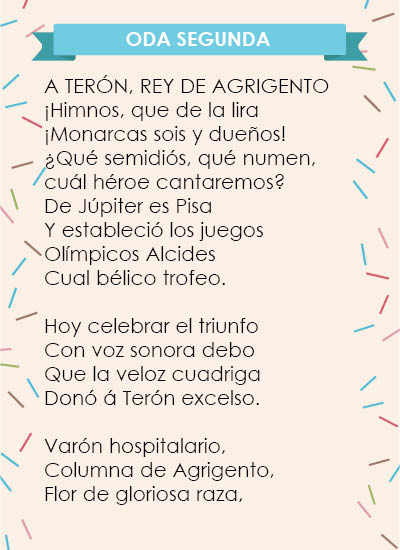 ODA SEGUNDA
A TERÓN, REY DE AGRIGENTO
¡Himnos, que de la lira
¡Monarcas sois y dueños!
¿Qué semidiós, qué numen,
cuál héroe cantaremos?
De Júpiter es Pisa
Y estableció los juegos
Olímpicos Alcides
Cual bélico trofeo.
Hoy celebrar el triunfo
Con voz sonora debo
Que la veloz cuadriga
Donó á Terón excelso.
Varón hospitalario,
Columna de Agrigento,
Flor de gloriosa raza,